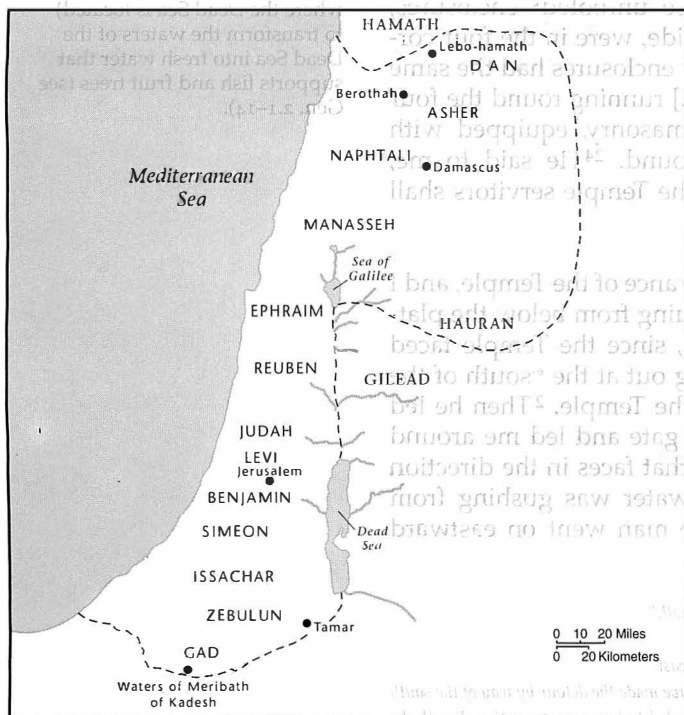 HAMATH
Lebo-hamath
DAN
Berothah
ASHER
NAPHTALI
Damascus
Mediterranean
Sea
MANASSEH
Sea of
Galilee
EPHRAIM
HAURAN
REUBEN
GILEAD
JUDAH
LEVI
Jerusalem
BENJAMIN
SIMEON
Dead
Sea
ISSACHAR
ZEBULUN
Tamar
GAD
Waters of Meribath
of Kadesh
0 10 20 Miles
0 20 Kilometers